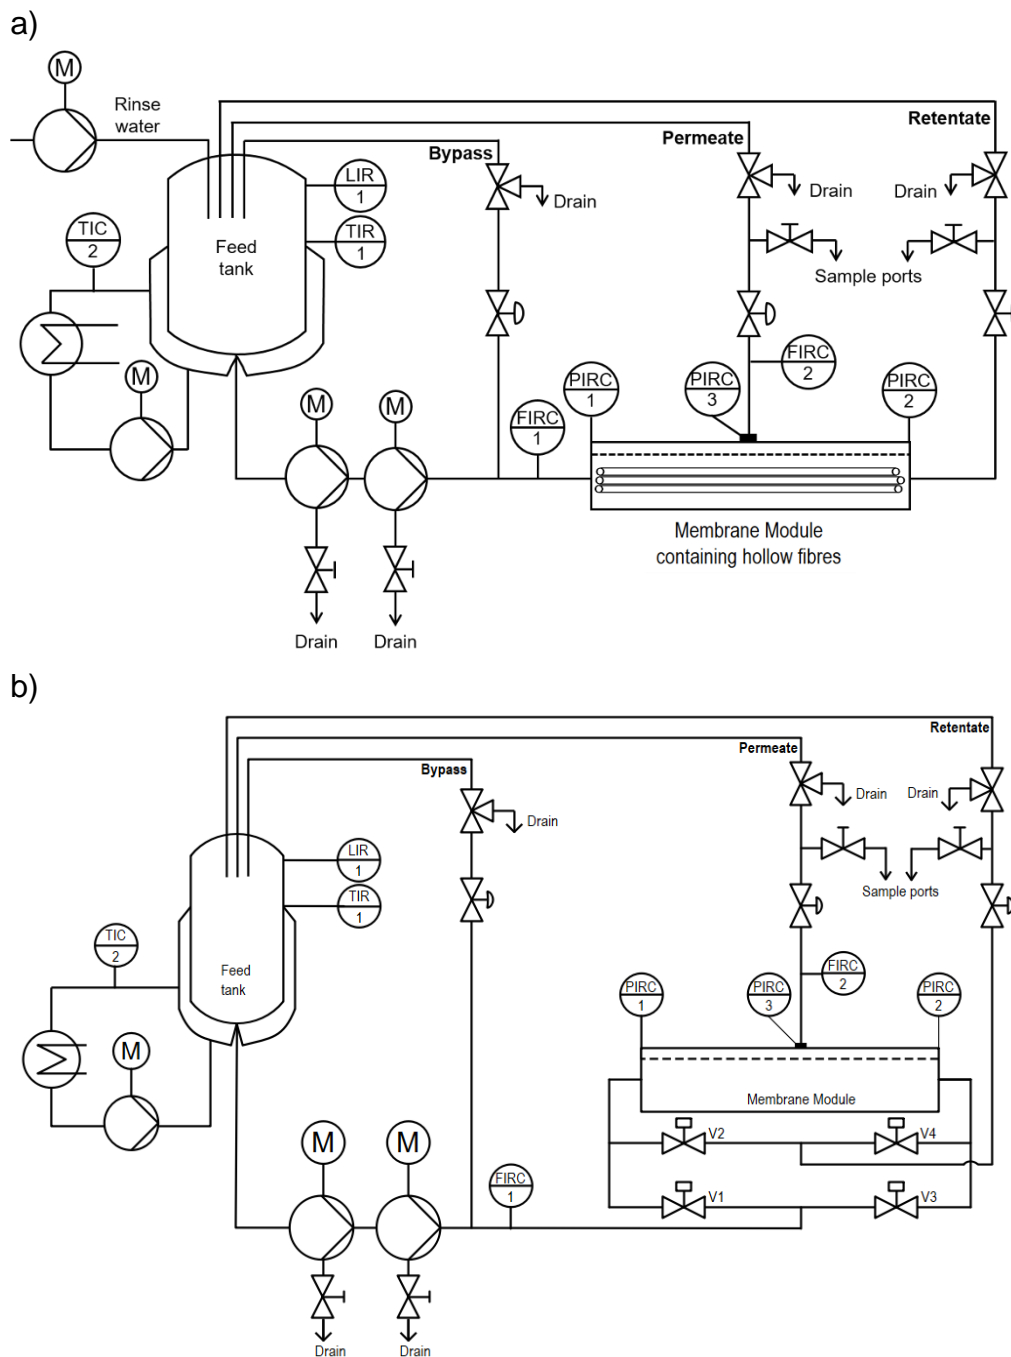 a)
M
Rinse
water
Bypass
Permeate
Retentate
LIR
1
Drain
Drain
Drain
TIC
2
TIR
1
Feed
tank
Sample ports
M
M
M
FIRC
1
PIRC
1
PIRC
3
FIRC
2
PIRC
2
Membrane Module
containing hollow fibres
Drain
Drain
b)
Retentate
Permeate
Bypass
Drain
Drain
Drain
LIR
1
TIR
1
Sample ports
TIC
2
Feed
tank
FIRC
2
PIRC
1
PIRC
3
PIRC
2
M
Membrane Module
V2
V4
M
M
FIRC
1
V1
V3
Drain
Drain